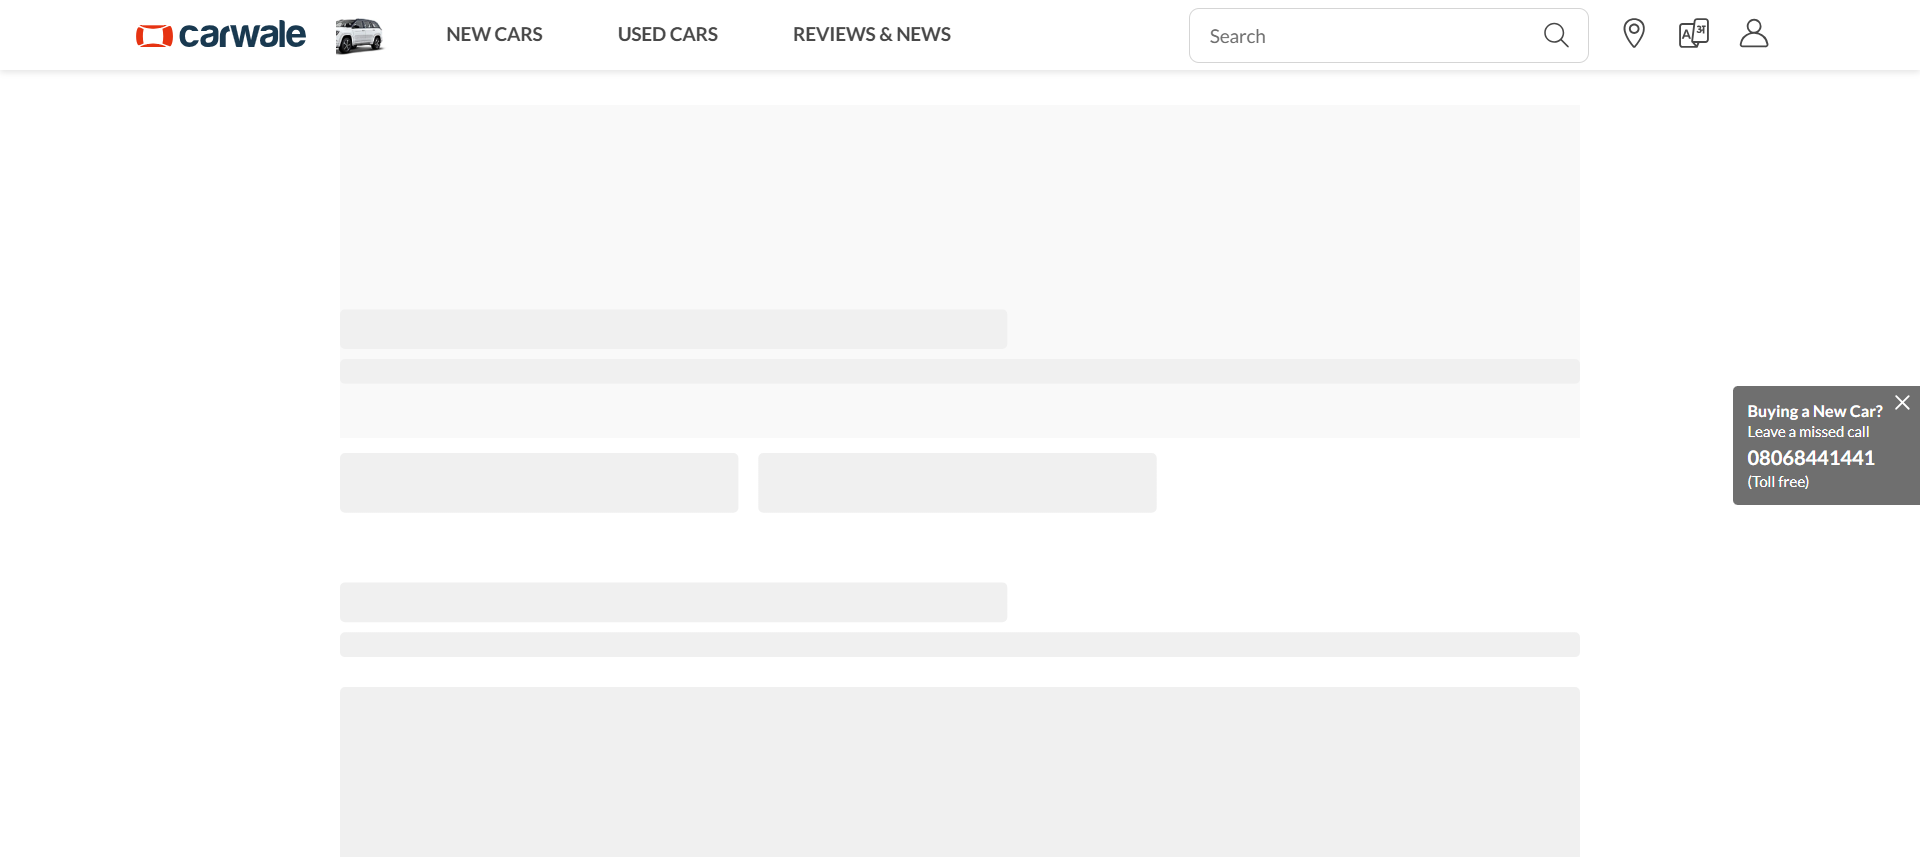 carwale
NEW CARS
USED CARS
REVIEWS & NEWS
Search
A अ
Buying a New Car?
Leave a missed call
08068441441
(Toll free)